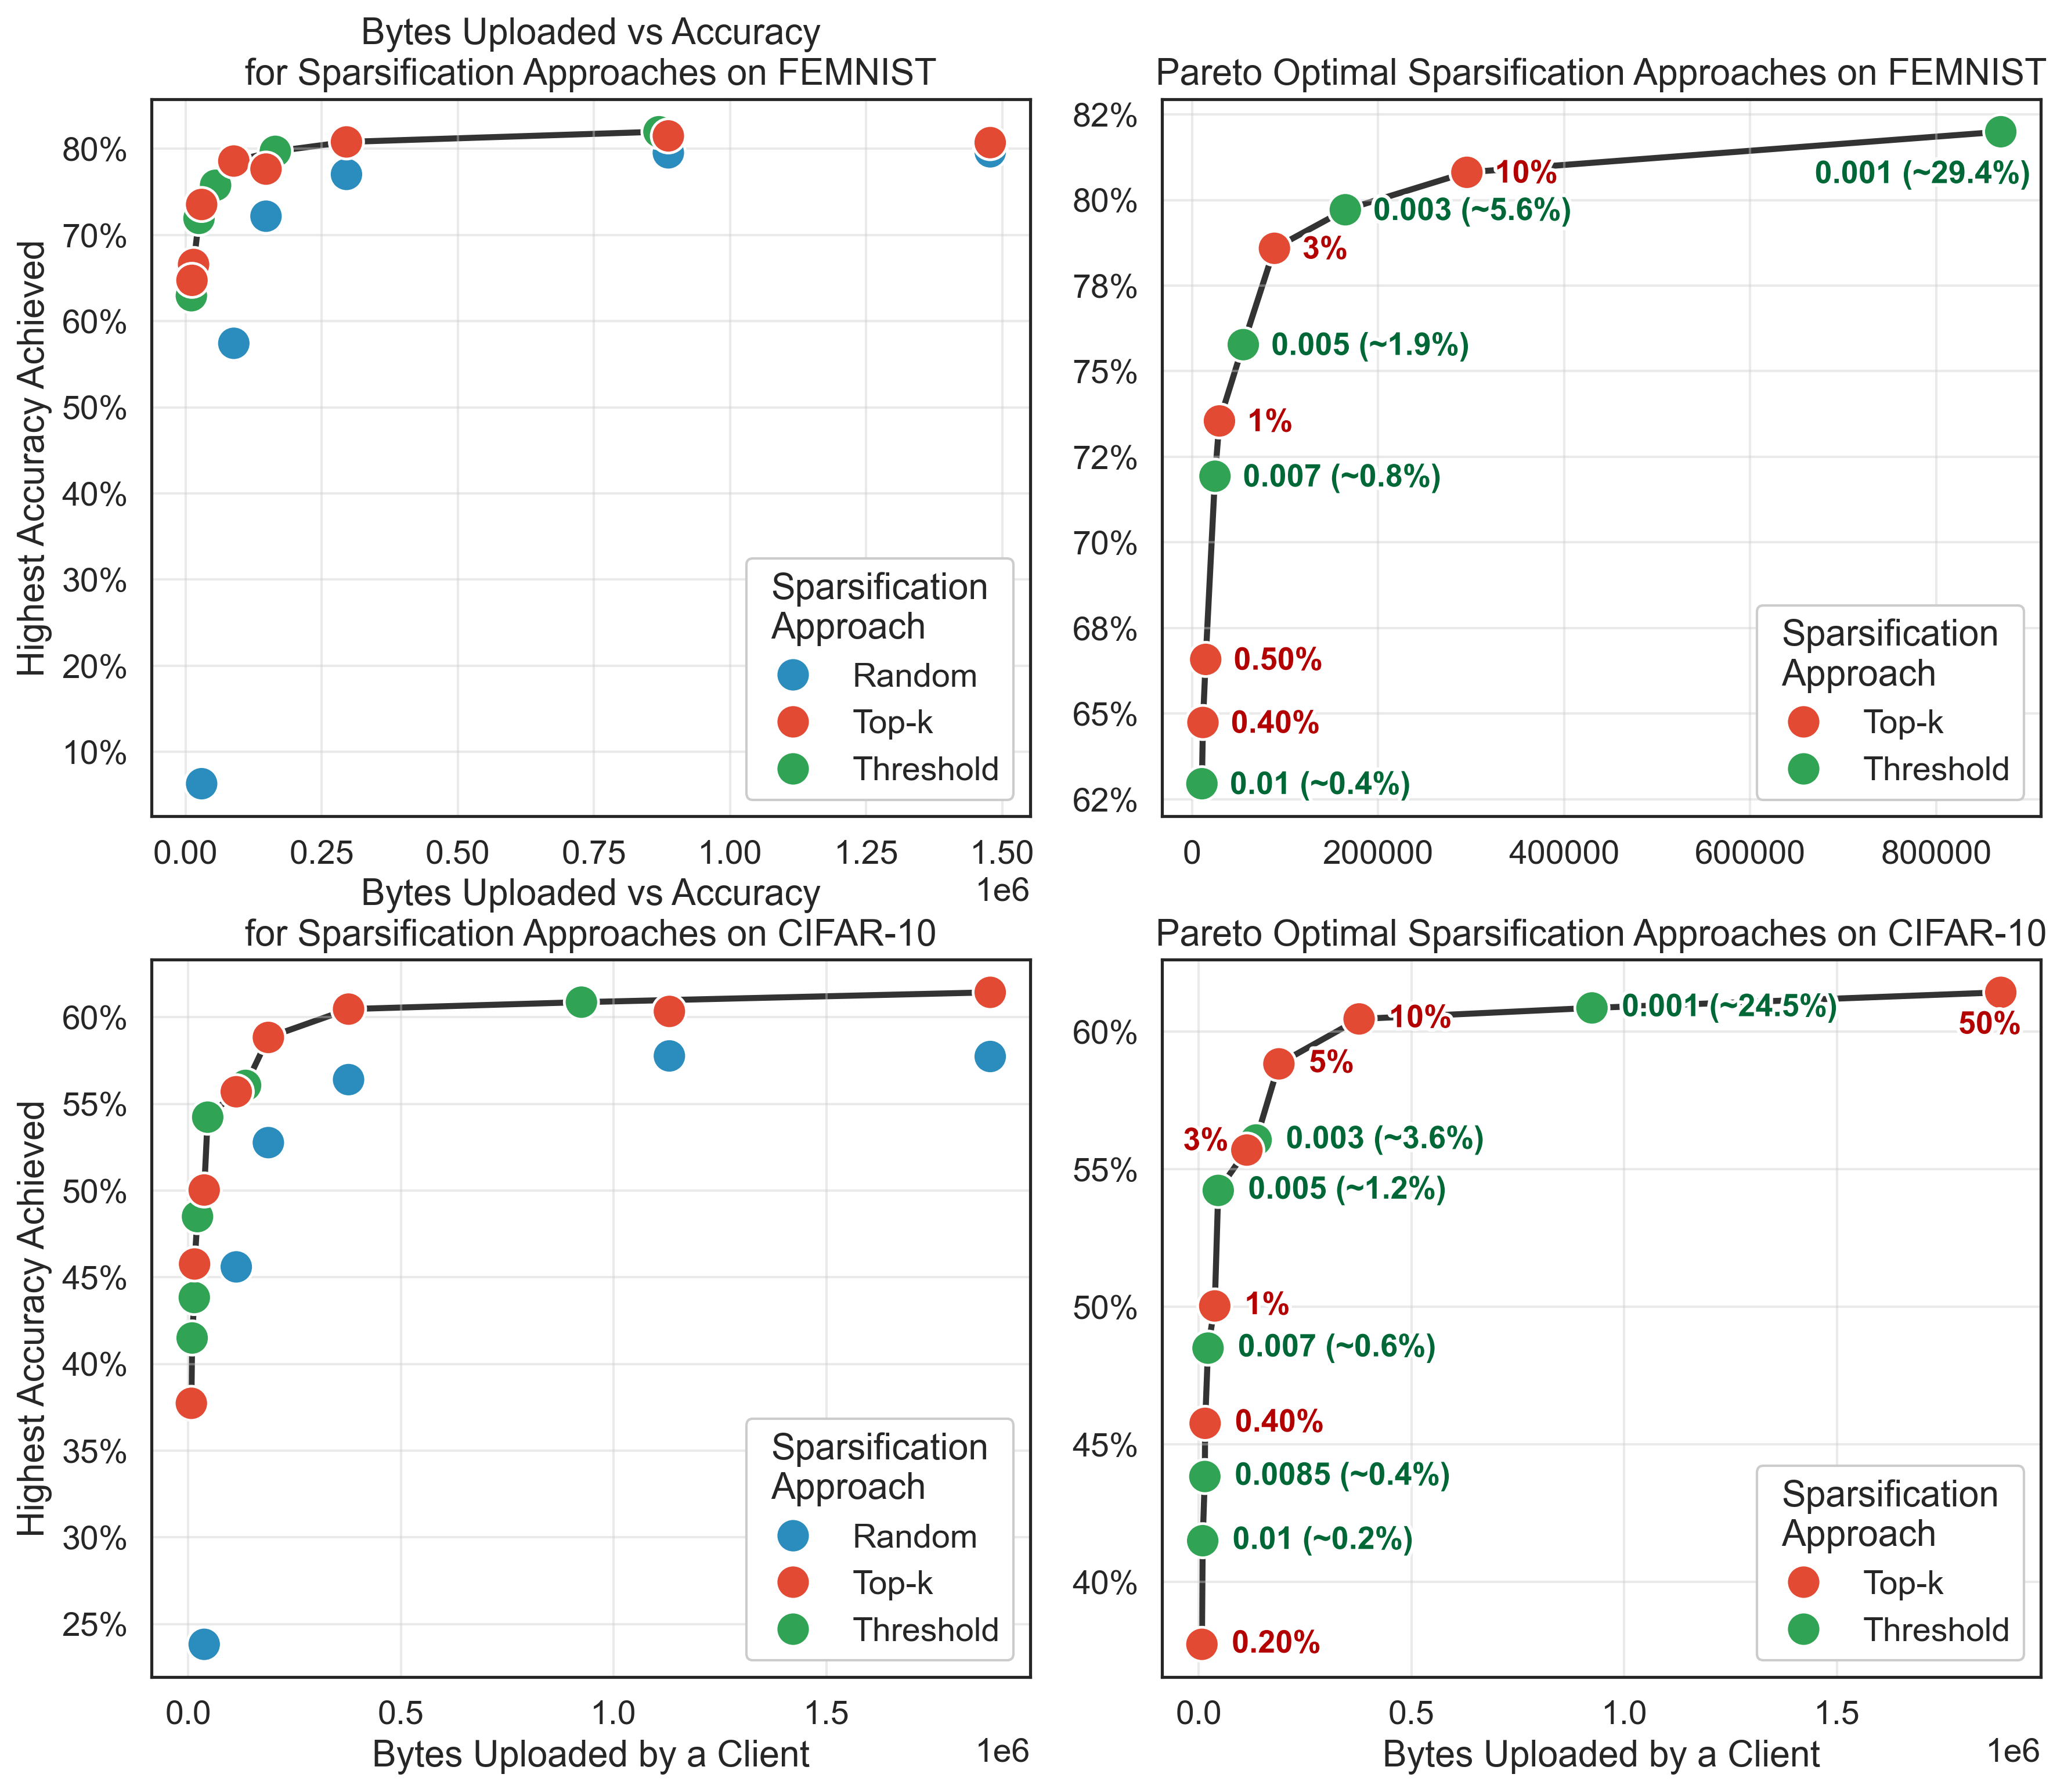 Bytes Uploaded vs Accuracy
for Sparsification Approaches on FEMNIST
Highest Accuracy Achieved
80%
70%
60%
50%
40%
30%
20%
10%
0.00
0.25
0.50
0.75
1.00
1.25
1.50
1e6
Sparsification
Approach
Random
Top-k
Threshold
Pareto Optimal Sparsification Approaches on FEMNIST
82%
80%
78%
75%
72%
70%
68%
65%
62%
0
200000
400000
600000
800000
0.001 (~29.4%)
10%
0.003 (~5.6%)
3%
0.005 (~1.9%)
1%
0.007 (~0.8%)
0.50%
0.40%
0.01 (~0.4%)
Sparsification
Approach
Top-k
Threshold
Bytes Uploaded vs Accuracy
for Sparsification Approaches on CIFAR-10
Highest Accuracy Achieved
60%
55%
50%
45%
40%
35%
30%
25%
0.0
0.5
1.0
1.5
1e6
Bytes Uploaded by a Client
Sparsification
Approach
Random
Top-k
Threshold
Pareto Optimal Sparsification Approaches on CIFAR-10
60%
55%
50%
45%
40%
0.0
0.5
1.0
1.5
1e6
Bytes Uploaded by a Client
50%
0.001 (~24.5%)
10%
5%
0.003 (~3.6%)
3%
0.005 (~1.2%)
1%
0.007 (~0.6%)
0.40%
0.0085 (~0.4%)
0.01 (~0.2%)
0.20%
Sparsification
Approach
Top-k
Threshold